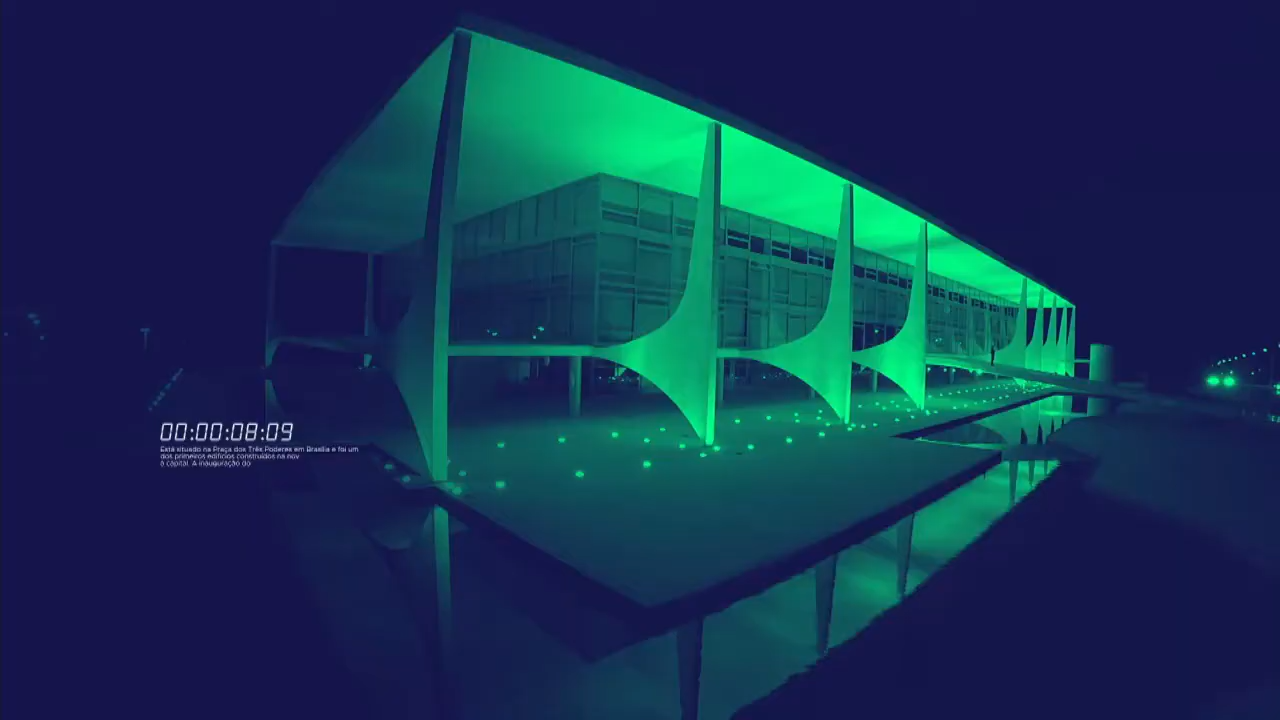 00:00:08:09
Está situado na Praça dos Três Poderes em Brasília e foi um
dos primeiros edifícios construídos na nov
a capital. A inauguração do